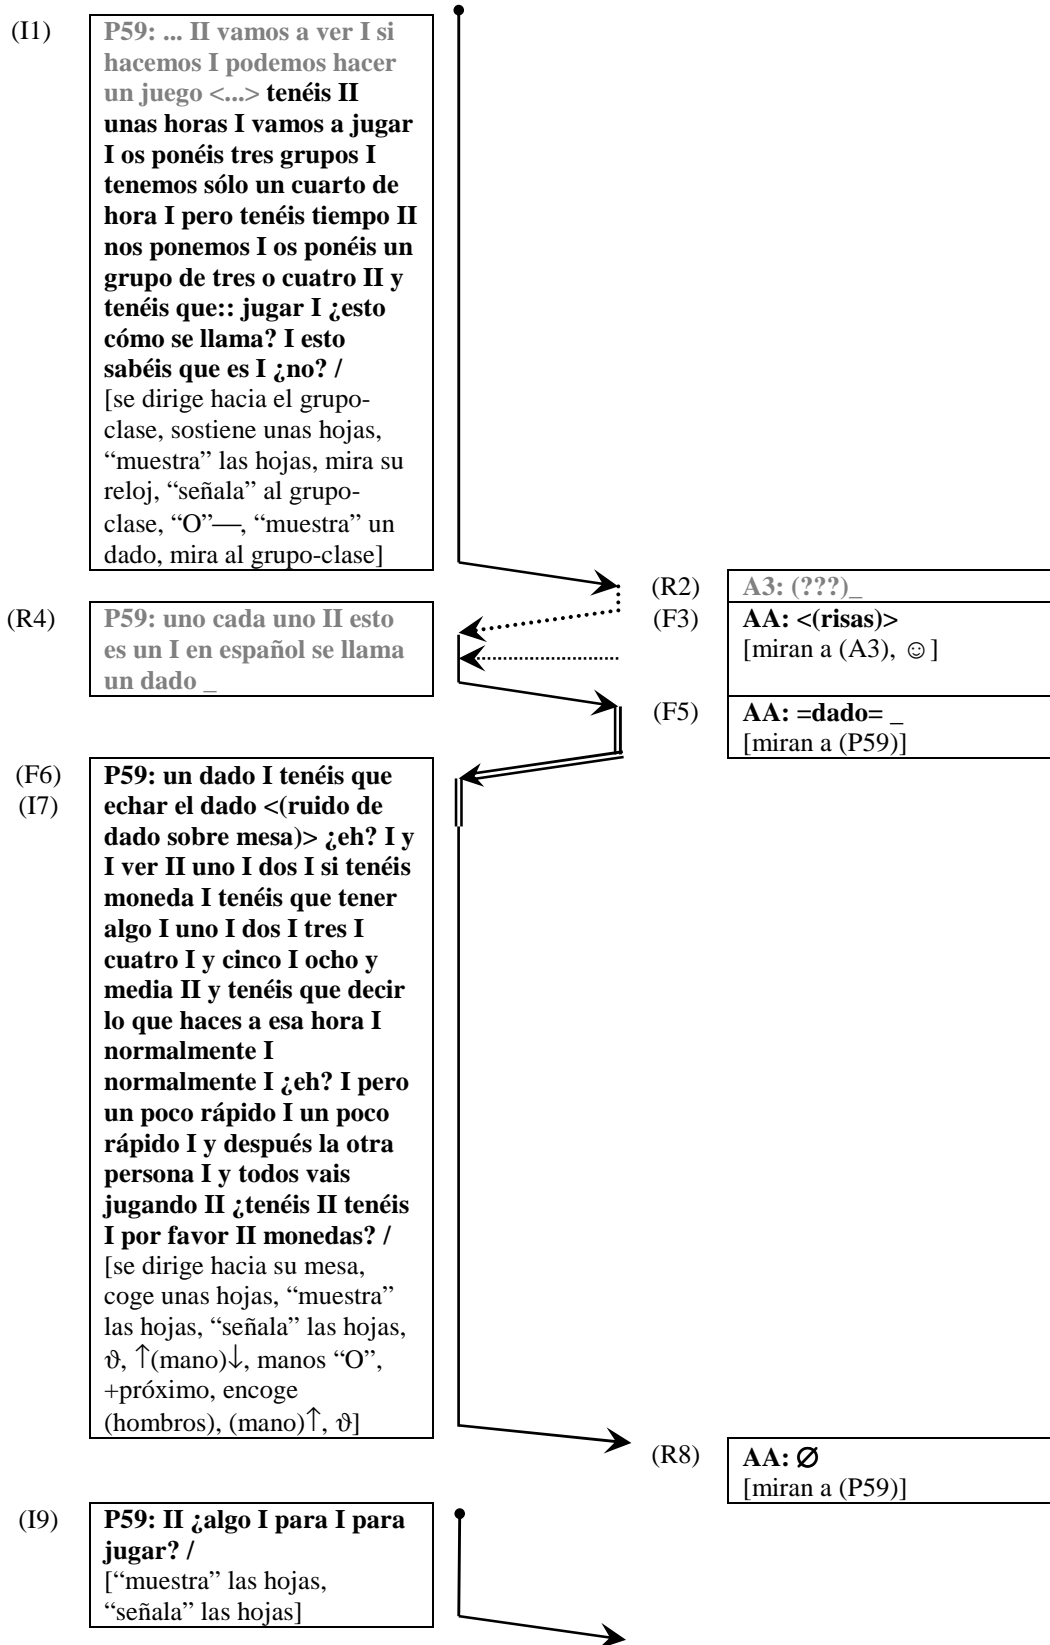 (I1)
P59: ... II vamos a ver I si
hacemos I podemos hacer
un juego <...> tenéis II
unas horas I vamos a jugar
I os ponéis tres grupos I
tenemos sólo un cuarto de
hora I pero tenéis tiempo II
nos ponemos I os ponéis un
grupo de tres o cuatro II y
tenéis que:: jugar I ¿esto
cómo se llama? I esto
sabéis que es I ¿no? /
[se dirige hacia el grupo-
clase, sostiene unas hojas,
“muestra” las hojas, mira su
reloj, “señala” al grupo-
clase, “O”—, “muestra” un
dado, mira al grupo-clase]
(R2)
A3: (???)_
(F3)
AA: <(risas)>
[miran a (A3), ☺]
(R4)
P59: uno cada uno II esto
es un I en español se llama
un dado _
(F5)
AA: =dado= _
[miran a (P59)]
(F6)
(I7)
P59: un dado I tenéis que
echar el dado <(ruido de
dado sobre mesa)> ¿eh? I y
I ver II uno I dos I si tenéis
moneda I tenéis que tener
algo I uno I dos I tres I
cuatro I y cinco I ocho y
media II y tenéis que decir
lo que haces a esa hora I
normalmente I
normalmente I ¿eh? I pero
un poco rápido I un poco
rápido I y después la otra
persona I y todos vais
jugando II ¿tenéis II tenéis
I por favor II monedas? /
[se dirige hacia su mesa,
coge unas hojas, “muestra”
las hojas, “señala” las hojas,
ϑ, ↑(mano)↓, manos “O”,
+próximo, encoge
(hombros), (mano)↑, ϑ]
(R8)
AA: Ø
[miran a (P59)]
(I9)
P59: II ¿algo I para I para
jugar? /
[“muestra” las hojas,
“señala” las hojas]